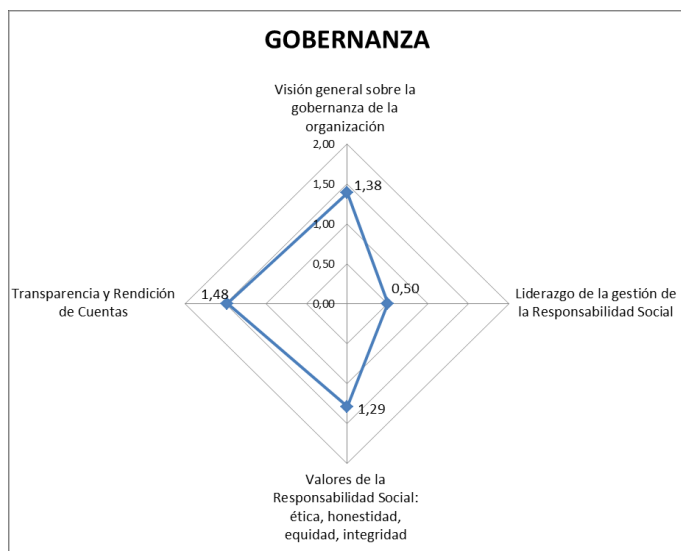 GOBERNANZA
Visión general sobre la
gobernanza de la
organización
2,00
1,50
1,38
1,00
0,50
0,50
0,00
Liderazgo de la gestión de
la Responsabilidad Social
Transparencia y Rendición
de Cuentas
1,48
1,29
Valores de la
Responsabilidad Social:
ética, honestidad,
equidad, integridad